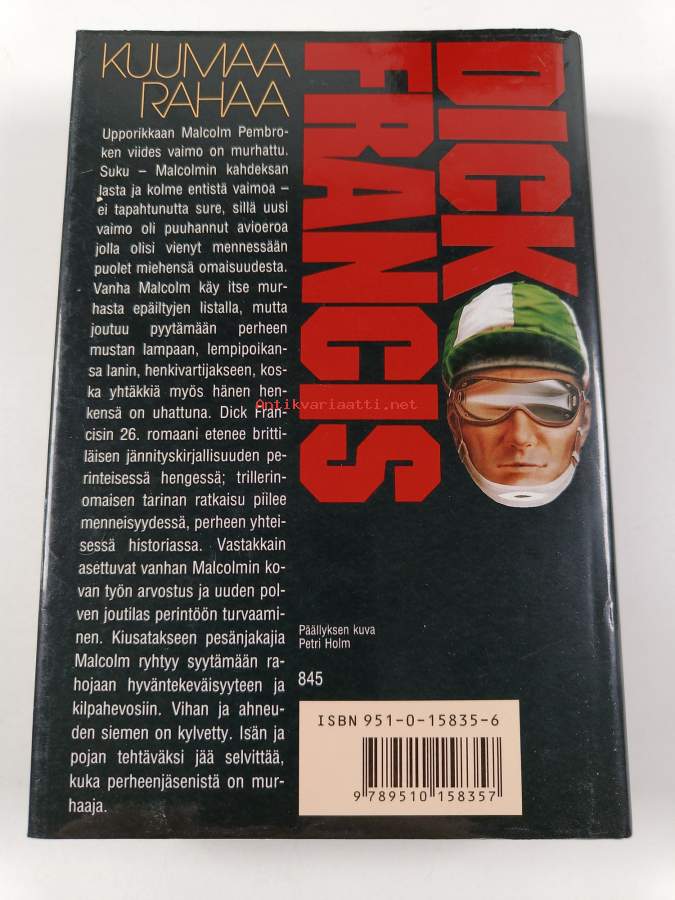 KUUMAA
RAHAA
Upporikkaan Malcolm Pembro-
ken viides vaimo on murhattu.
Suku – Malcolmin kahdeksan
lasta ja kolme entistä vaimoa –
ei tapahtunutta sure, sillä uusi
vaimo oli puuhannut avioeroa
jolla olisi vienyt mennessään
puolet miehensä omaisuudesta.
Vanha Malcolm käy itse mur-
hasta epäiltyjen listalla, mutta
joutuu pyytämään perheen
mustan lampaan, lempipoikan-
sa Ianin, henkivartijakseen, kos-
ka yhtäkkiä myös hänen hen-
kensä on uhattuna. Dick Fran-
cisin 26. romaani etenee britti-
läisen jännityskirjallisuuden pe-
rinteisessä hengessä; trillerin-
omaisen tarinan ratkaisu piilee
menneisyydessä, perheen yhtei-
sessä historiassa. Vastakkain
asettuvat vanhan Malcolmin ko-
van työn arvostus ja uuden pol-
ven joutilas perintöön turvaami-
nen. Kiusatakseen pesänjakajia
Malcolm ryhtyy syytämään ra-
hojaan hyväntekeväisyyteen ja
kilpahevosiin. Vihan ja ahneu-
den siemen on kylvetty. Isän ja
pojan tehtäväksi jää selvittää,
kuka perheenjäsenistä on mur-
haaja.
DICK
FRANCIS
Antikvariaatti.net
Päällyksen kuva
Petri Holm
845
ISBN 951-0-15835-6
9 789510 158357